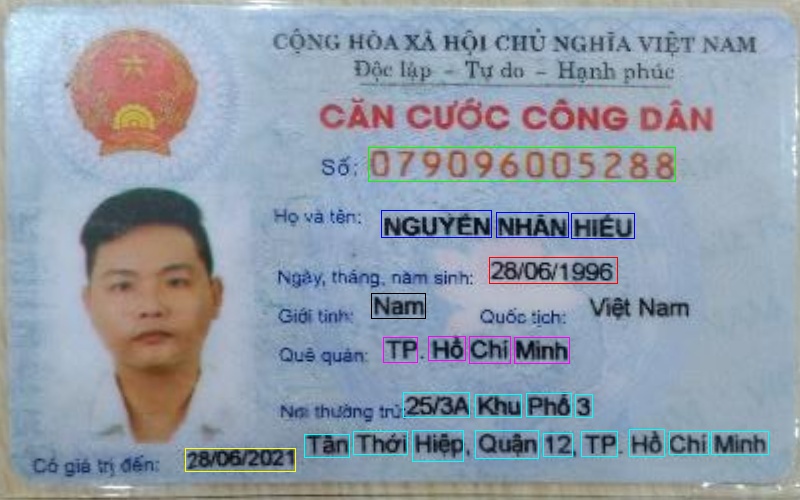 CỘNG HÒA XÃ HỘI CHỦ NGHĨA VIỆT NAM
Độc lập - Tự do - Hạnh phúc
CĂN CƯỚC CÔNG DÂN
Số: 079096005288
Họ và tên: NGUYỄN NHÂN HIẾU
Ngày, tháng, năm sinh: 28/06/1996
Giới tính: Nam Quốc tịch: Việt Nam
Quê quán: TP. Hồ Chí Minh
Nơi thường trú: 25/3A Khu Phố 3
Tân Thới Hiệp, Quận 12, TP. Hồ Chí Minh
Có giá trị đến: 28/06/2021